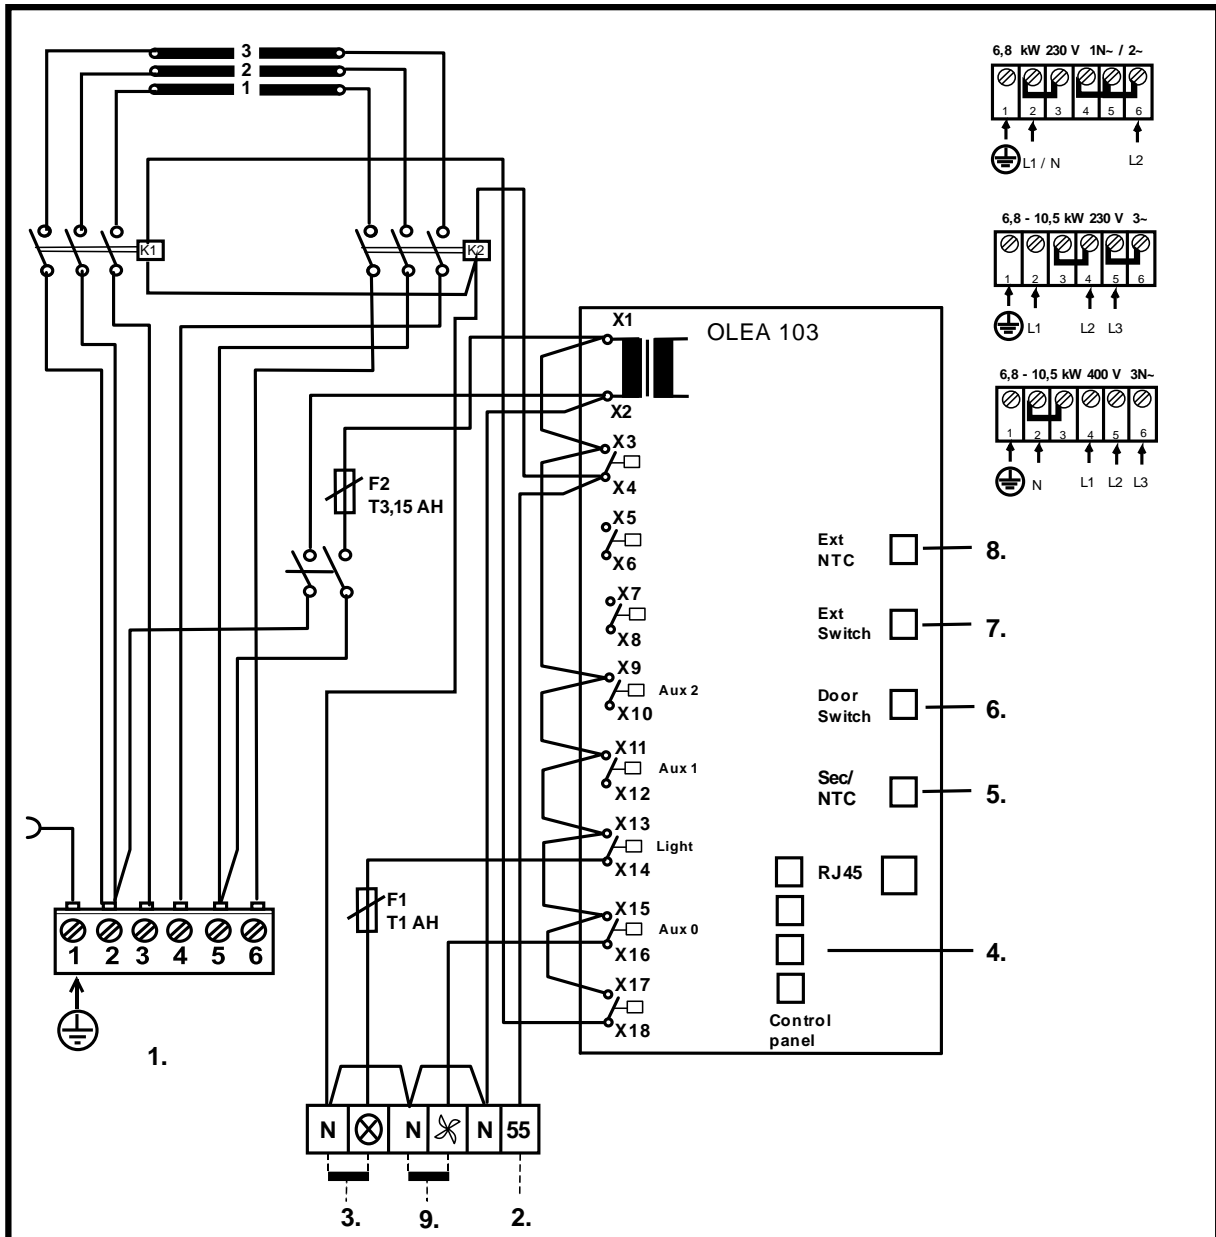 3
2
1
K1
K2
6,8 kW 230 V 1N~ / 2~
1 2 3 4 5 6
L1 / N L2
6,8 - 10,5 kW 230 V 3~
1 2 3 4 5 6
L1 L2 L3
6,8 - 10,5 kW 400 V 3N~
1 2 3 4 5 6
N L1 L2 L3
OLEA 103
X1
X2
X3
X4
X5
X6
X7
X8
X9
Aux 2
X10
X11
Aux 1
X12
X13
Light
X14
X15
Aux 0
X16
X17
X18
F2
T3,15 AH
F1
T1 AH
Ext
NTC
8.
Ext
Switch
7.
Door
Switch
6.
Sec/
NTC
5.
RJ45
4.
Control
panel
1 2 3 4 5 6
1.
N N N 55
3. 9. 2.